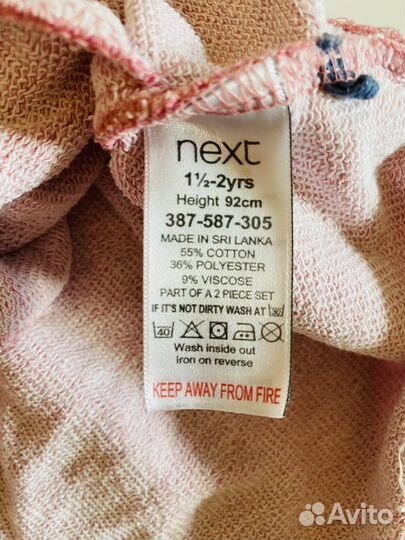 next
1½-2yrs
Height 92cm
387-587-305
MADE IN SRI LANKA
55% COTTON
36% POLYESTER
9% VISCOSE
PART OF A 2 PIECE SET
IF IT'S NOT DIRTY WASH AT 30
40
Wash inside out
iron on reverse
KEEP AWAY FROM FIRE
Avito